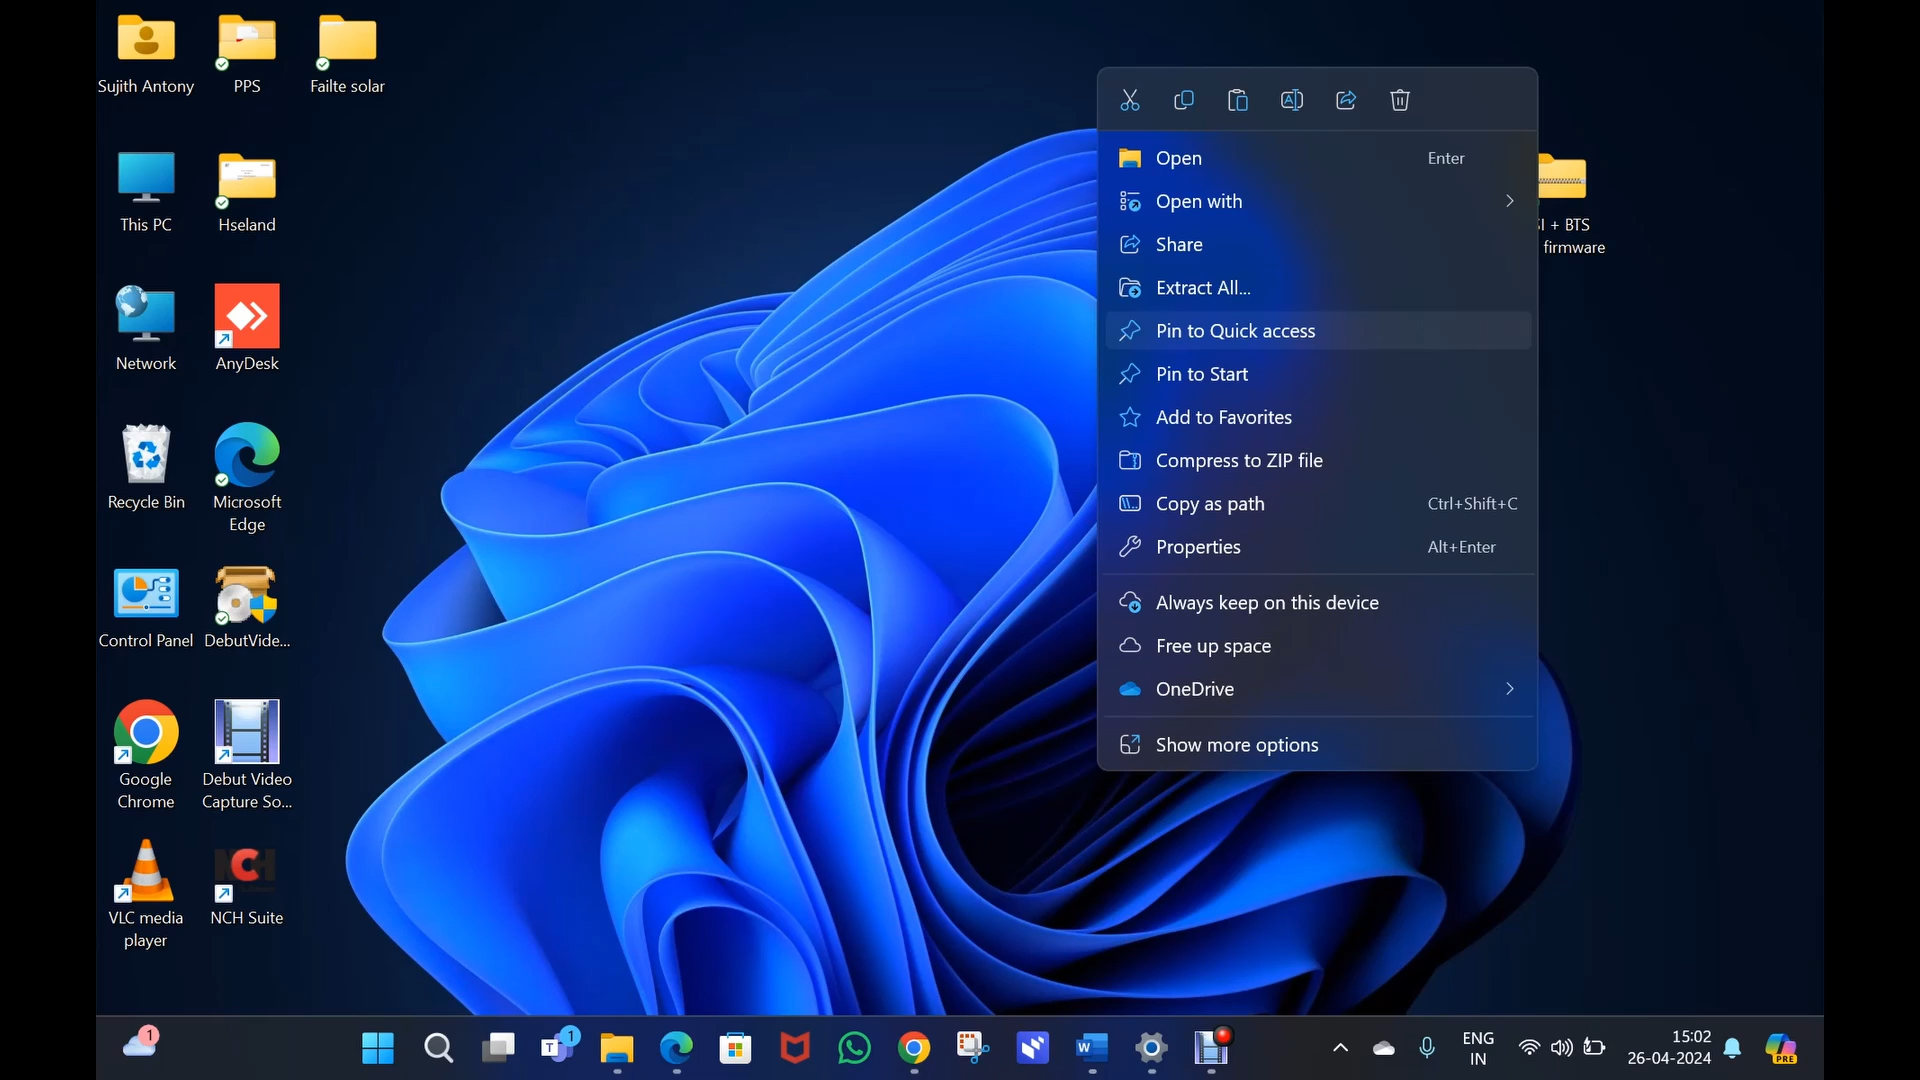 Sujith Antony
PPS
Failte solar
This PC
Hseland
Network
AnyDesk
Recycle Bin
Microsoft
Edge
Control Panel
DebutVide...
Google
Chrome
Debut Video
Capture So...
VLC media
player
NCH
NCH Suite
Open Enter
Open with
Share
Extract All...
Pin to Quick access
Pin to Start
Add to Favorites
Compress to ZIP file
Copy as path Ctrl+Shift+C
Properties Alt+Enter
Always keep on this device
Free up space
OneDrive
Show more options
+ BTS
firmware
1
T
1
W
ENG
IN
15:02
26-04-2024
PRE